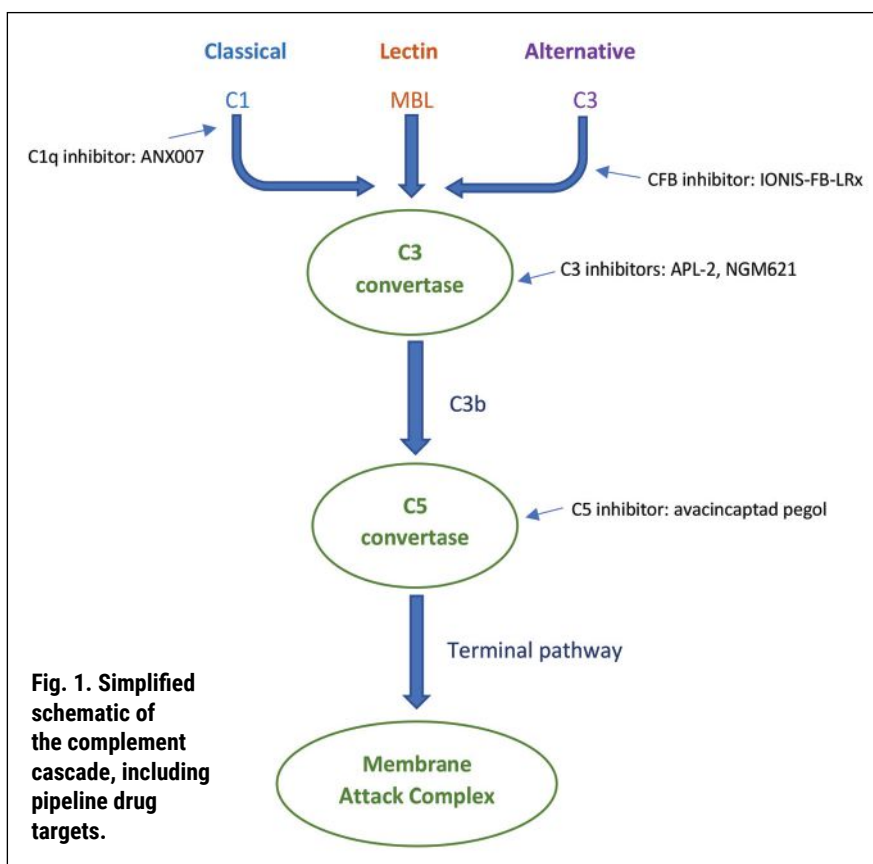 Classical
Lectin
Alternative
C1
MBL
C3
C1q inhibitor: ANX007
CFB inhibitor: IONIS-FB-LRx
C3
convertase
C3 inhibitors: APL-2, NGM621
C3b
C5
convertase
C5 inhibitor: avacincaptad pegol
Terminal pathway
Membrane
Attack Complex
Fig. 1. Simplified
schematic of
the complement
cascade, including
pipeline drug
targets.